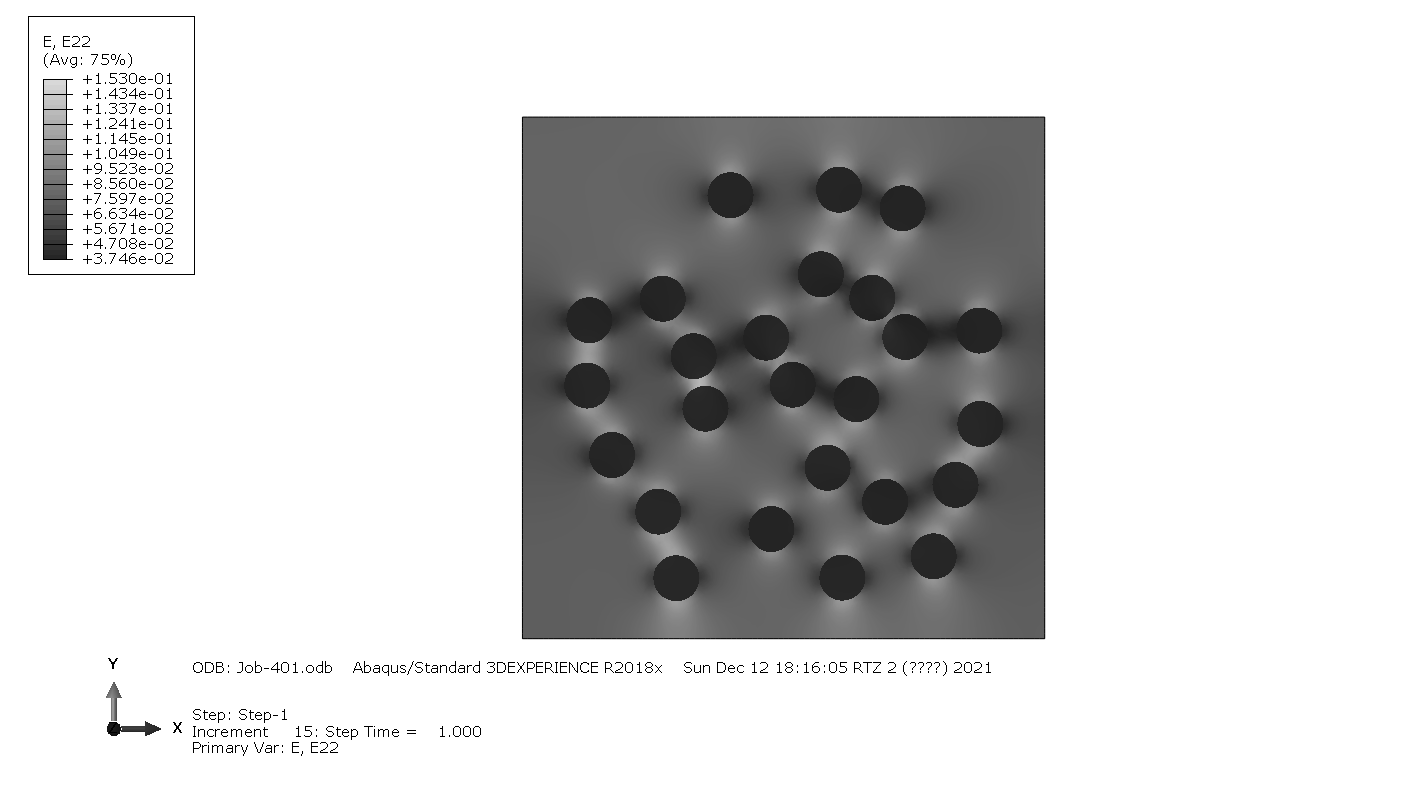 E, E22
(Avg: 75%)
+1.530e-01
+1.434e-01
+1.337e-01
+1.241e-01
+1.145e-01
+1.049e-01
+9.523e-02
+8.560e-02
+7.597e-02
+6.634e-02
+5.671e-02
+4.708e-02
+3.746e-02
Y
X
ODB: Job-401.odb    Abaqus/Standard 3DEXPERIENCE R2018x    Sun Dec 12 18:16:05 RTZ 2 (????) 2021
Step: Step-1
Increment     15: Step Time =    1.000
Primary Var: E, E22